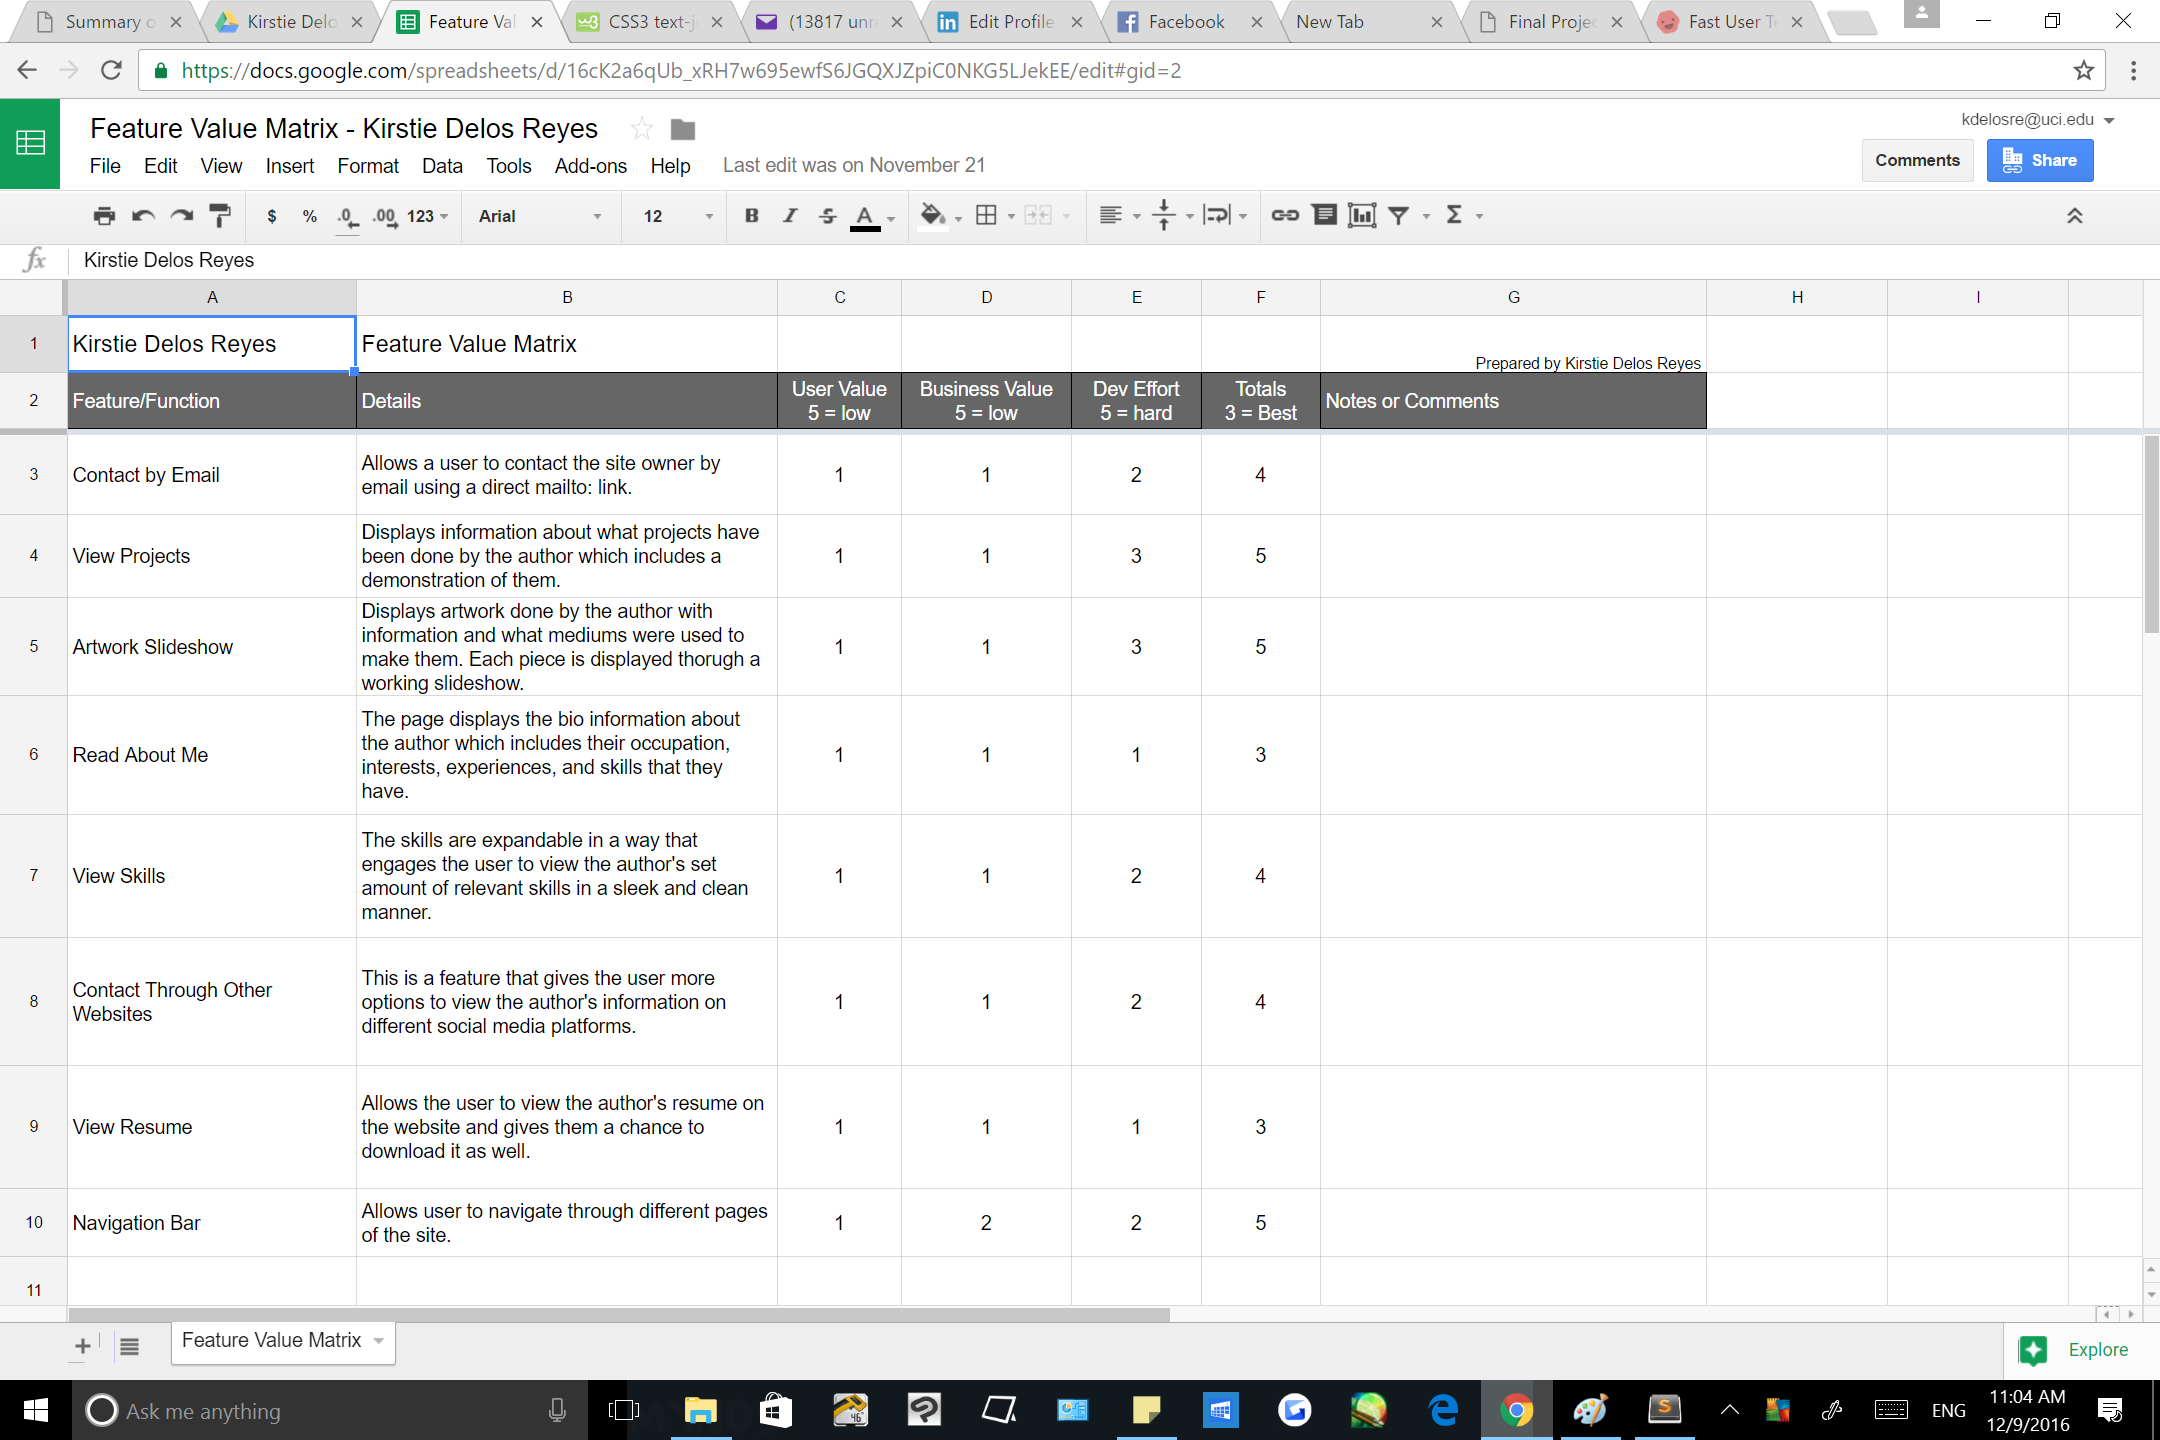 Summary o
Kirstie Delo
Feature Val
CSS3 text-j
(13817 unr
Edit Profile
Facebook
New Tab
Final Projec
Fast User Te
https://docs.google.com/spreadsheets/d/16cK2a6qUb_xRH7w695ewfS6JGQXJZpiC0NKG5LJekEE/edit#gid=2
Feature Value Matrix - Kirstie Delos Reyes
kdelosre@uci.edu
File Edit View Insert Format Data Tools Add-ons Help Last edit was on November 21
Comments
Share
$ % .0 .00 123 Arial 12 B I S A Σ
fx Kirstie Delos Reyes
A B C D E F G H I
1 Kirstie Delos Reyes Feature Value Matrix Prepared by Kirstie Delos Reyes
2 Feature/Function Details
User Value
5 = low
Business Value
5 = low
Dev Effort
5 = hard
Totals
3 = Best
Notes or Comments
3 Contact by Email
Allows a user to contact the site owner by
email using a direct mailto: link.
1 1 2 4
4 View Projects
Displays information about what projects have
been done by the author which includes a
demonstration of them.
1 1 3 5
5 Artwork Slideshow
Displays artwork done by the author with
information and what mediums were used to
make them. Each piece is displayed thorugh a
working slideshow.
1 1 3 5
6 Read About Me
The page displays the bio information about
the author which includes their occupation,
interests, experiences, and skills that they
have.
1 1 1 3
7 View Skills
The skills are expandable in a way that
engages the user to view the author's set
amount of relevant skills in a sleek and clean
manner.
1 1 2 4
8 Contact Through Other
Websites
This is a feature that gives the user more
options to view the author's information on
different social media platforms.
1 1 2 4
9 View Resume
Allows the user to view the author's resume on
the website and gives them a chance to
download it as well.
1 1 1 3
10 Navigation Bar
Allows user to navigate through different pages
of the site.
1 2 2 5
11
Feature Value Matrix
Explore
Ask me anything
46°
ENG
11:04 AM
12/9/2016